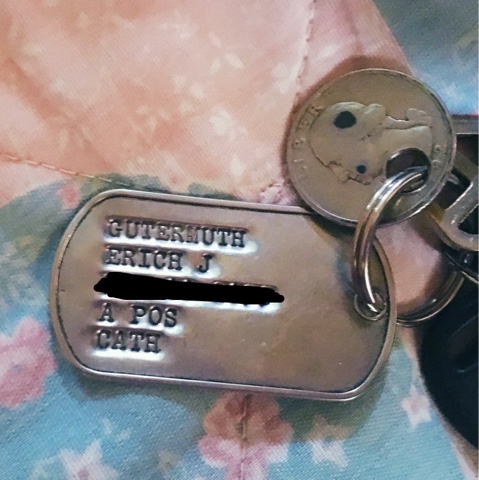 GUTERMUTH
ERICH J
A POS
CATH